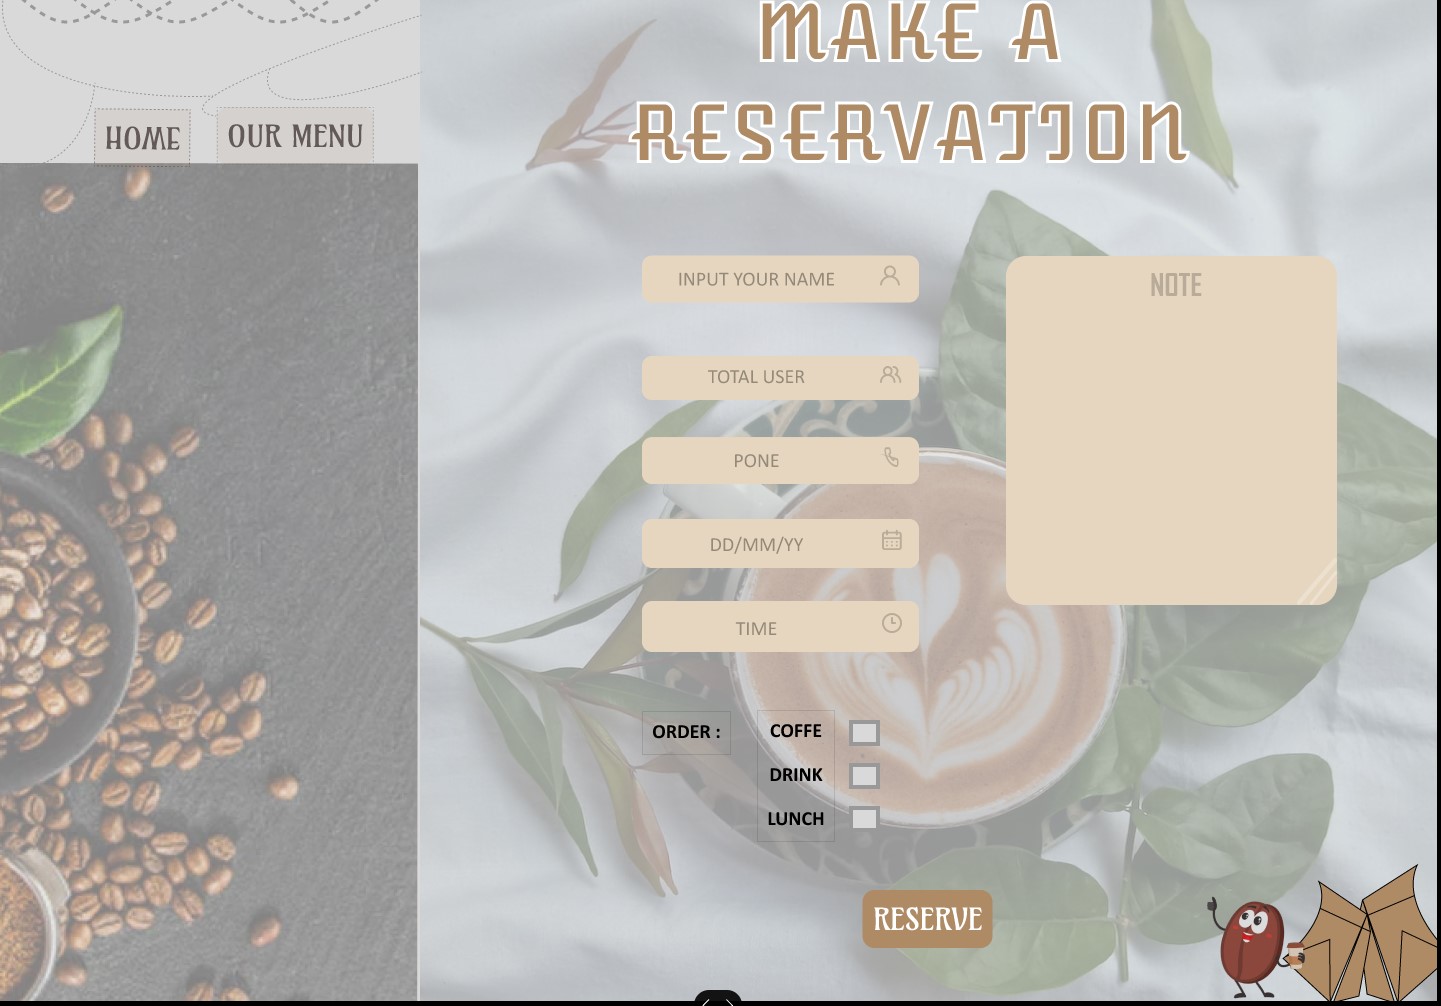 MAKE A
RESERVATION
HOME
OUR MENU
INPUT YOUR NAME
TOTAL USER
PONE
DD/MM/YY
TIME
NOTE
ORDER :
COFFE
DRINK
LUNCH
RESERVE